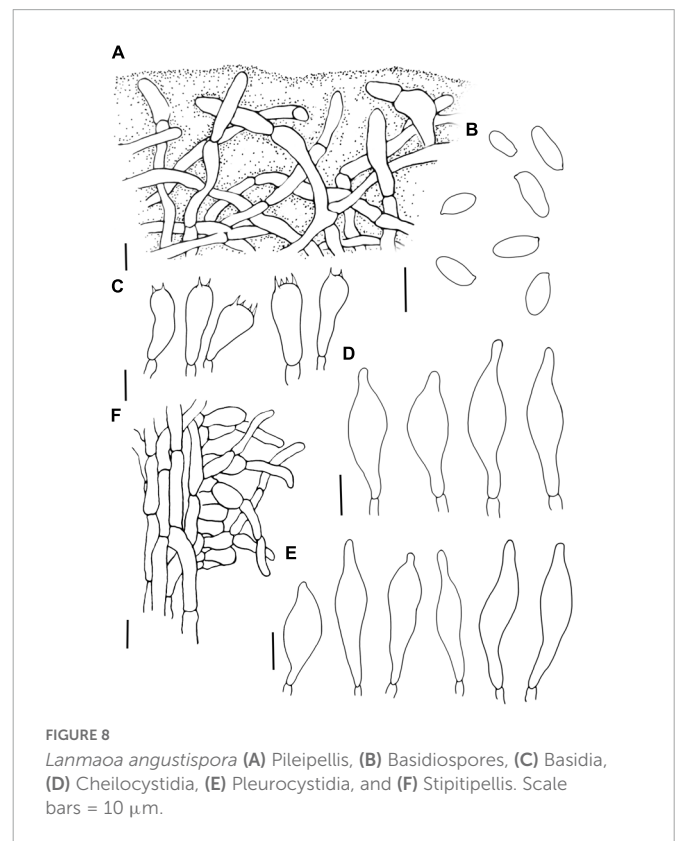 A
B
C
D
F
E
FIGURE 8
Lanmaoa angustispora (A) Pileipellis, (B) Basidiospores, (C) Basidia,
(D) Cheilocystidia, (E) Pleurocystidia, and (F) Stipitipellis. Scale
bars = 10 μm.